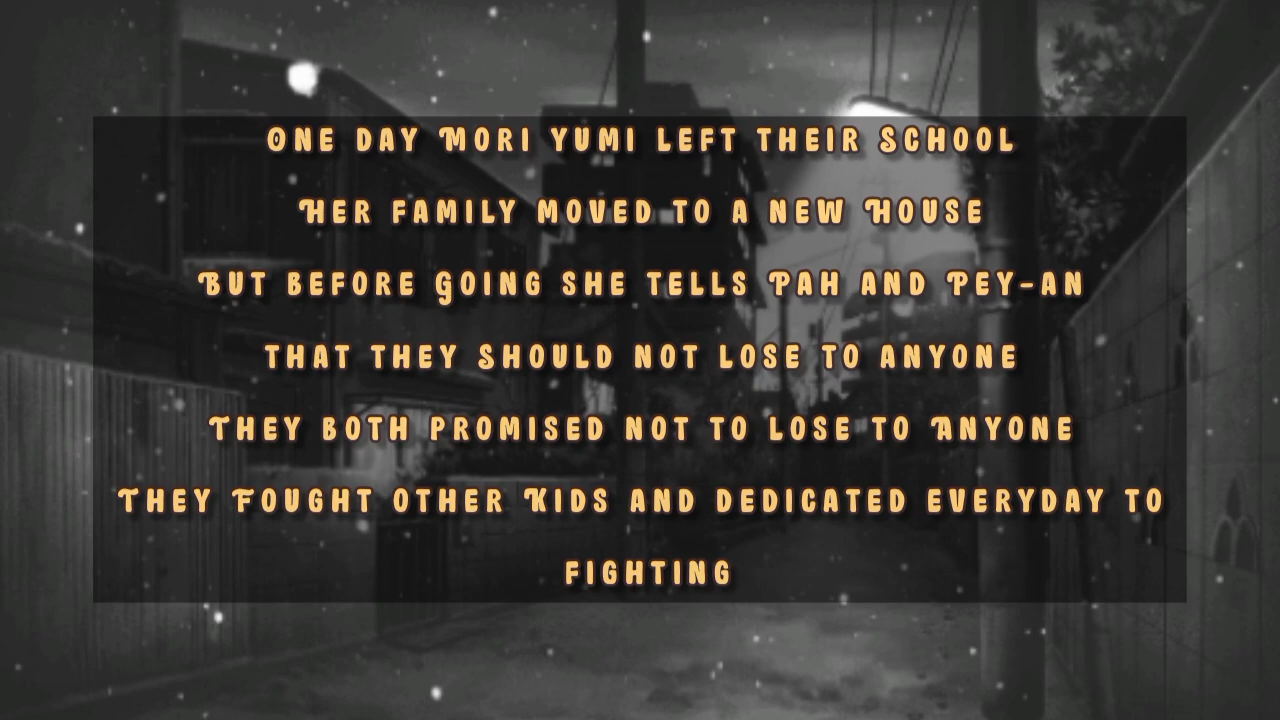 One day Mori Yumi left their School
Her family moved to a new House
But before going she tells Pah and Pey-an
that they Should not lose to anyone
They both promised not to lose to Anyone
They Fought other Kids and dedicated everyday to
fighting